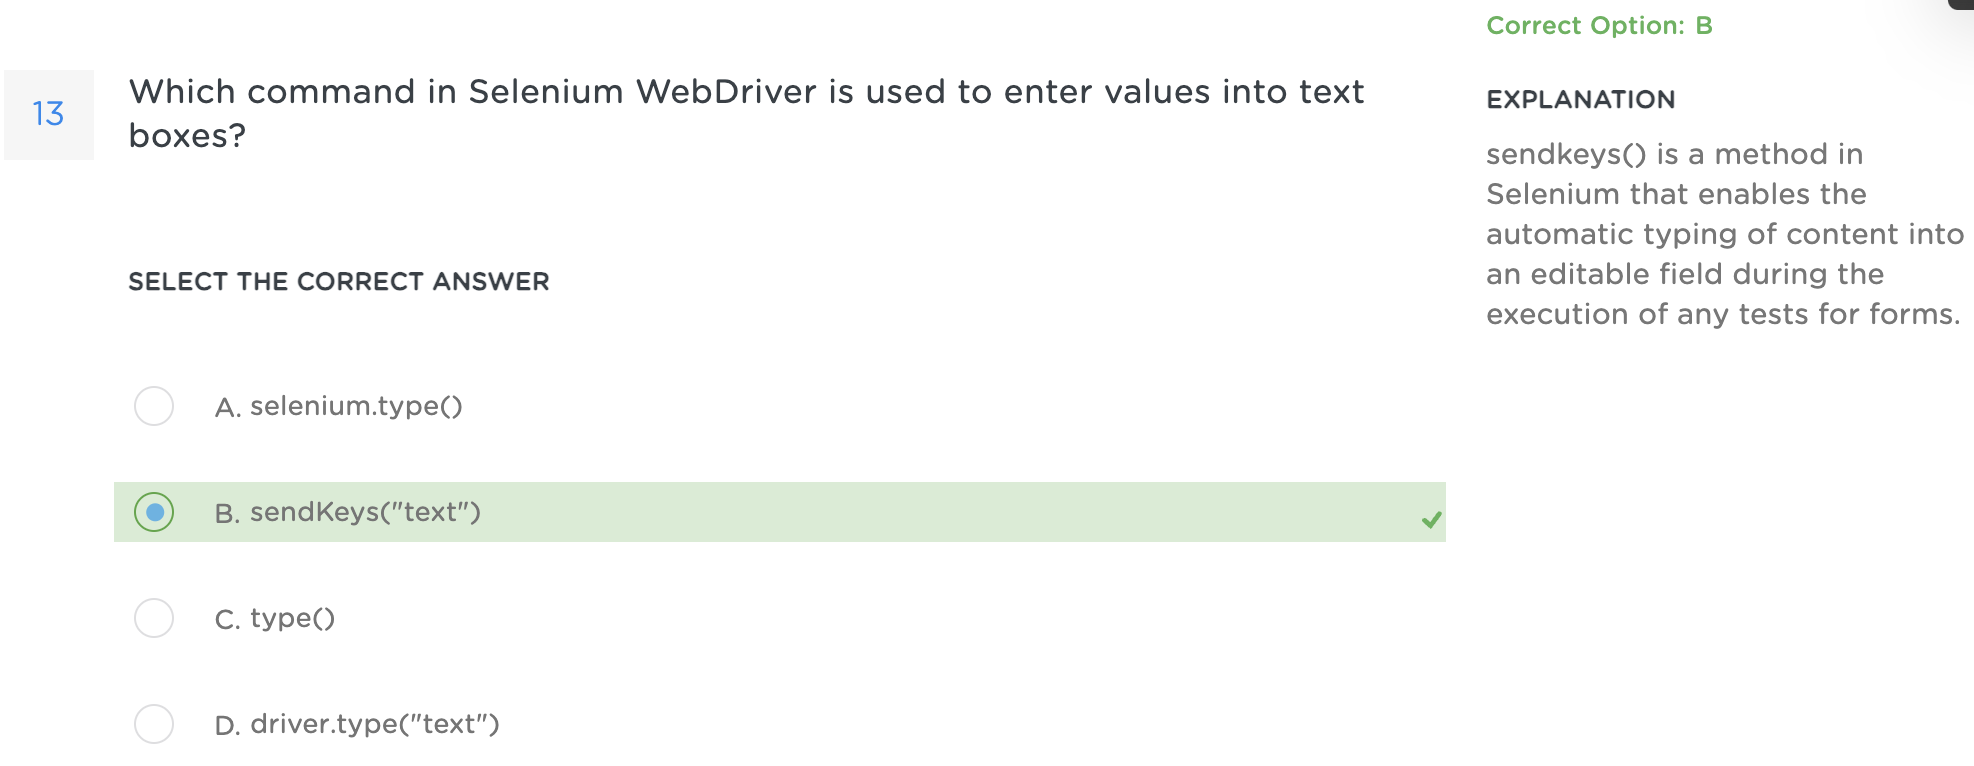 13
Which command in Selenium WebDriver is used to enter values into text
boxes?
SELECT THE CORRECT ANSWER
A. selenium.type()
B. sendKeys("text")
C. type()
D. driver.type("text")
Correct Option: B
EXPLANATION
sendkeys() is a method in
Selenium that enables the
automatic typing of content into
an editable field during the
execution of any tests for forms.